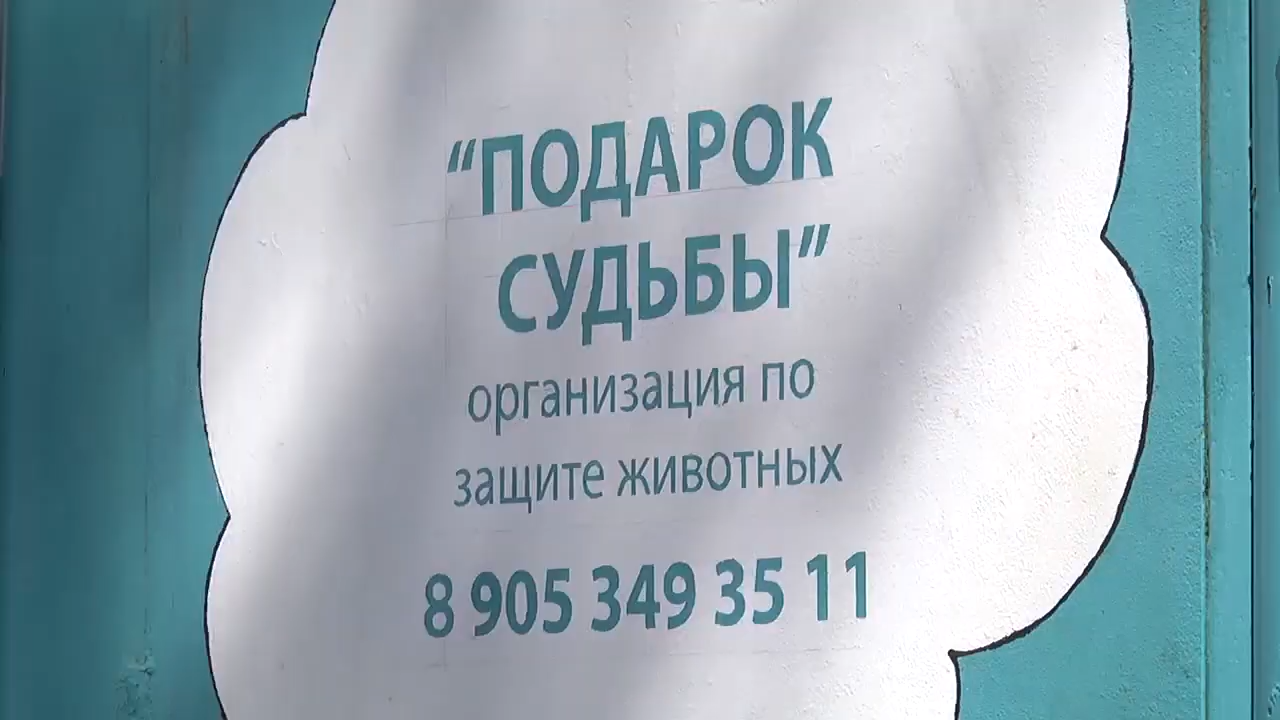 “ПОДАРОК
СУДЬБЫ”
организация по
защите животных
8 905 349 35 11